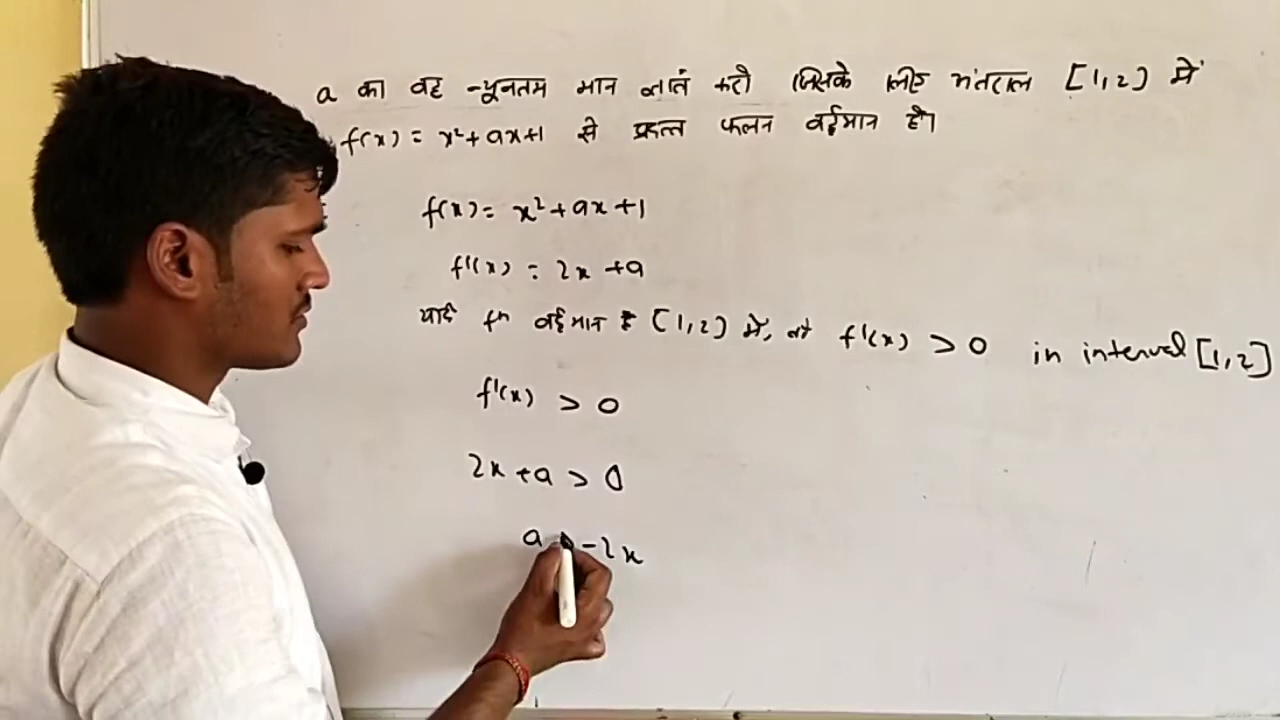 a का वह न्यूनतम मान ज्ञात करो जिसके लिए अंतराल [1,2] में
f(x) = x²+ax+1 से प्रदत्त फलन वर्द्धमान है।
f(x) = x²+ax+1
f'(x) = 2x+a
यदि fⁿ वर्द्धमान है [1,2] में, तो f'(x) > 0 in interval [1,2]
f'(x) > 0
2x+a > 0
a -2x